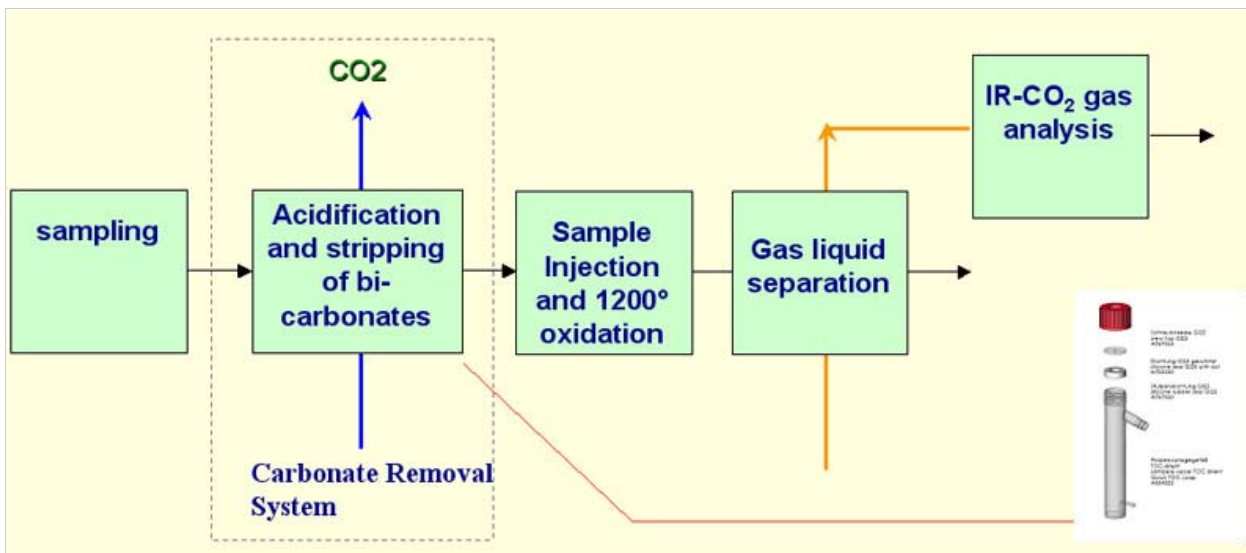 CO2
IR-CO₂ gas
analysis
sampling
Acidification
and stripping
of bi-
carbonates
Sample
Injection
and 1200°
oxidation
Gas liquid
separation
Carbonate Removal
System